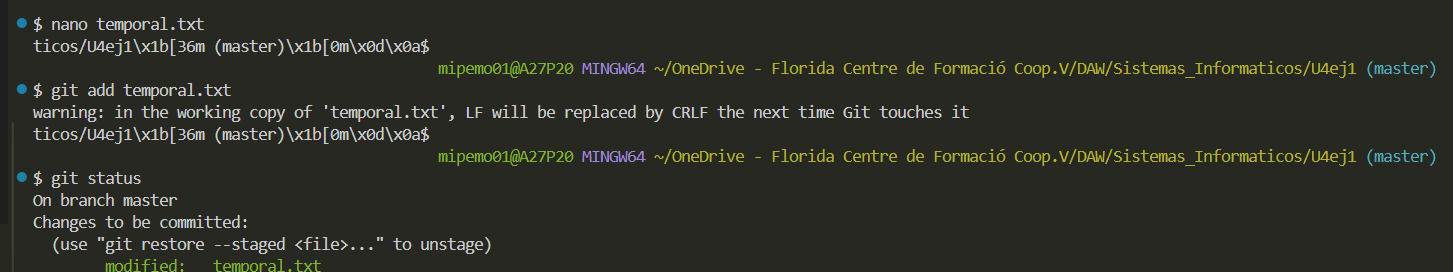 $ nano temporal.txt
ticos/U4ej1\x1b[36m (master)\x1b[0m\x0d\x0a$
mipemo01@A27P20 MINGW64 ~/OneDrive - Florida Centre de Formació Coop.V/DAW/Sistemas_Informaticos/U4ej1 (master)
$ git add temporal.txt
warning: in the working copy of 'temporal.txt', LF will be replaced by CRLF the next time Git touches it
ticos/U4ej1\x1b[36m (master)\x1b[0m\x0d\x0a$
mipemo01@A27P20 MINGW64 ~/OneDrive - Florida Centre de Formació Coop.V/DAW/Sistemas_Informaticos/U4ej1 (master)
$ git status
On branch master
Changes to be committed:
(use "git restore --staged <file>..." to unstage)
modified: temporal.txt